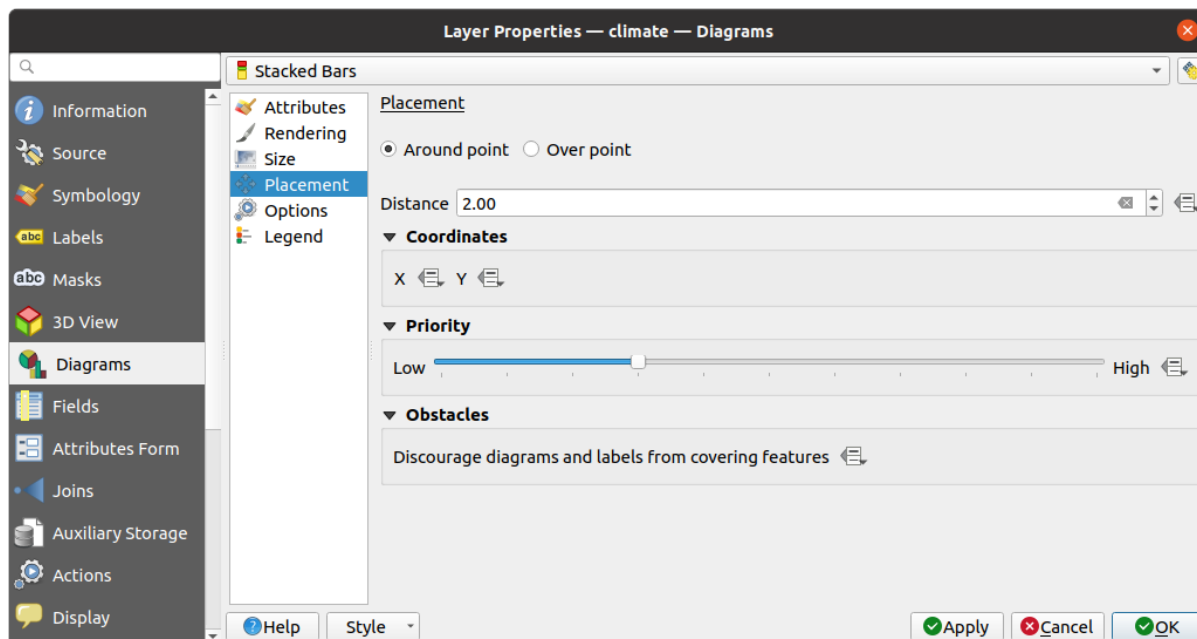 Layer Properties — climate — Diagrams
Stacked Bars
Information
Source
Symbology
abc Labels
abc Masks
3D View
Diagrams
Fields
Attributes Form
Joins
Auxiliary Storage
Actions
Display
Attributes
Rendering
Size
Placement
Options
Legend
Placement
Around point Over point
Distance 2.00
Coordinates
X Y
Priority
Low High
Obstacles
Discourage diagrams and labels from covering features
Help Style Apply Cancel OK